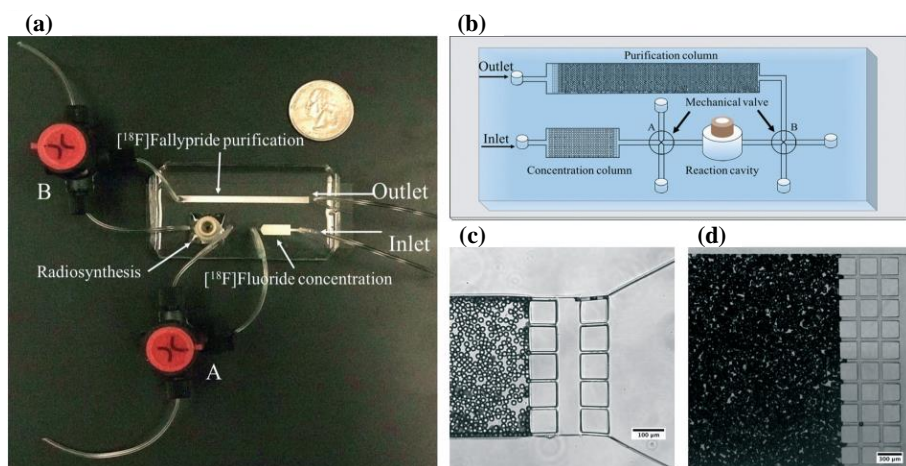 (a)
[18F]Fallypride purification
B
Outlet
Inlet
Radiosynthesis
[18F]Fluoride concentration
A
(b)
Purification column
Outlet
Mechanical valve
A
B
Inlet
Concentration column
Reaction cavity
(c)
100 μm
(d)
300 μm